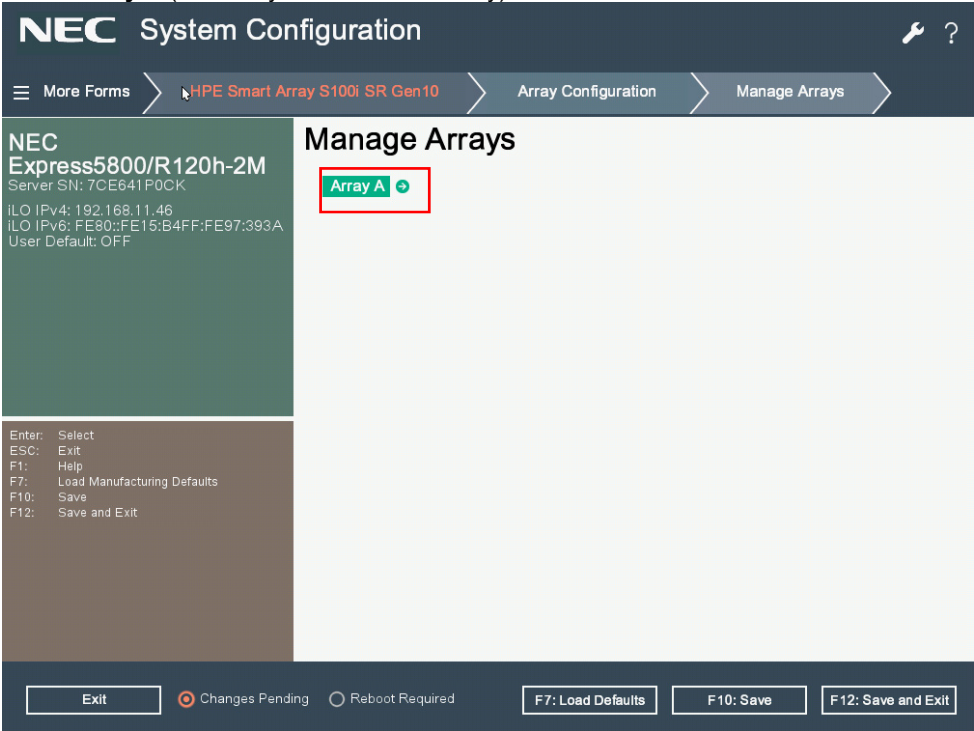 NEC System Configuration ?
More Forms
HPE Smart Array S100i SR Gen10
Array Configuration
Manage Arrays
NEC
Express5800/R120h-2M
Server SN: 7CE641P0CK
iLO IPv4: 192.168.11.46
iLO IPv6: FE80::FE15:B4FF:FE97:393A
User Default: OFF
Manage Arrays
Array A
Enter: Select
ESC: Exit
F1: Help
F7: Load Manufacturing Defaults
F10: Save
F12: Save and Exit
Exit
Changes Pending
Reboot Required
F7: Load Defaults
F10: Save
F12: Save and Exit